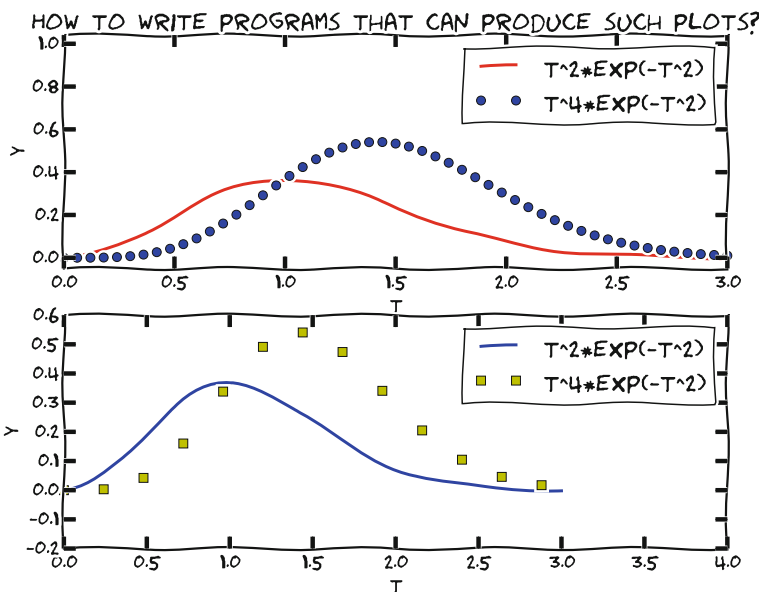 HOW TO WRITE PROGRAMS THAT CAN PRODUCE SUCH PLOTS?
1.0
T^2*EXP(-T^2)
0.8
T^4*EXP(-T^2)
0.6
Y
0.4
0.2
0.0
0.0 0.5 1.0 1.5 2.0 2.5 3.0
T
0.6
T^2*EXP(-T^2)
0.5
T^4*EXP(-T^2)
0.4
0.3
Y
0.2
0.1
0.0
-0.1
-0.2
0.0 0.5 1.0 1.5 2.0 2.5 3.0 3.5 4.0
T